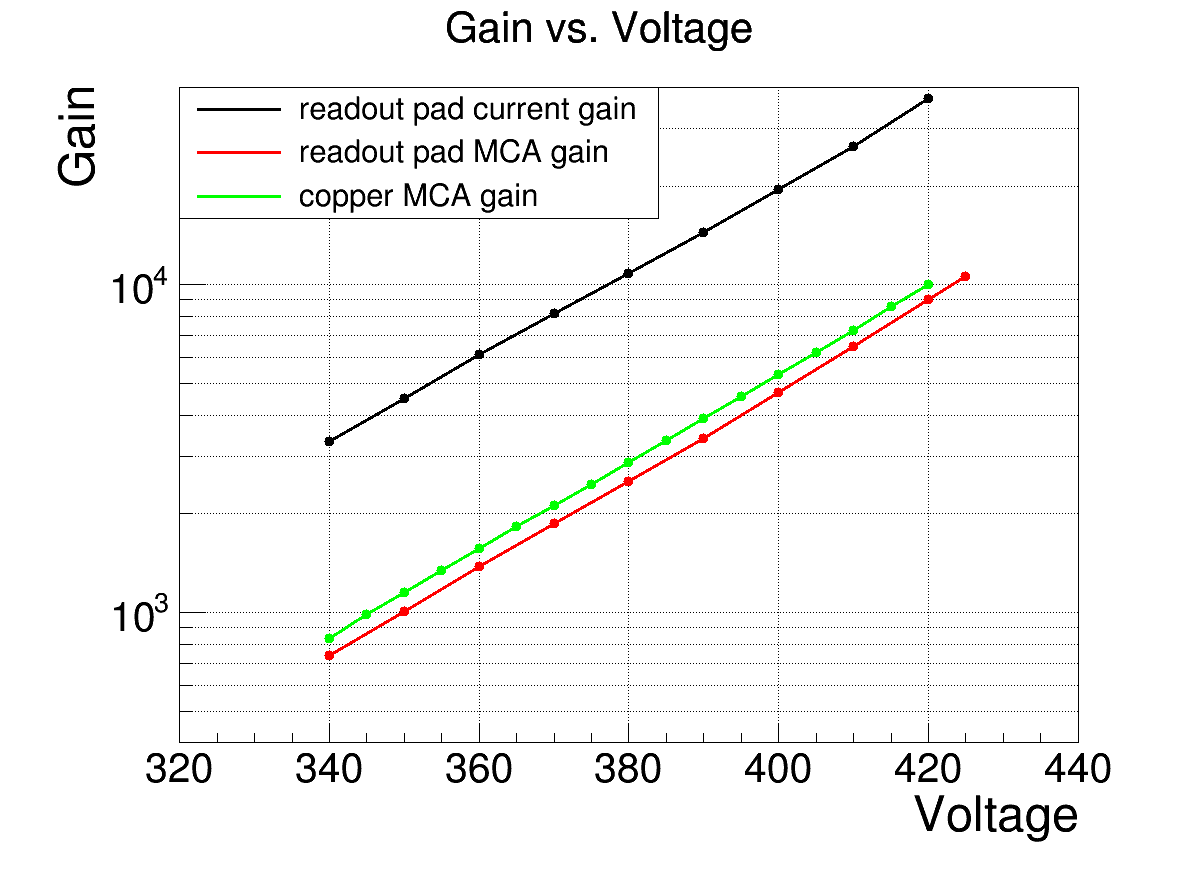 Gain vs. Voltage
Gain
readout pad current gain
readout pad MCA gain
copper MCA gain
10^4
10^3
320 340 360 380 400 420 440
Voltage